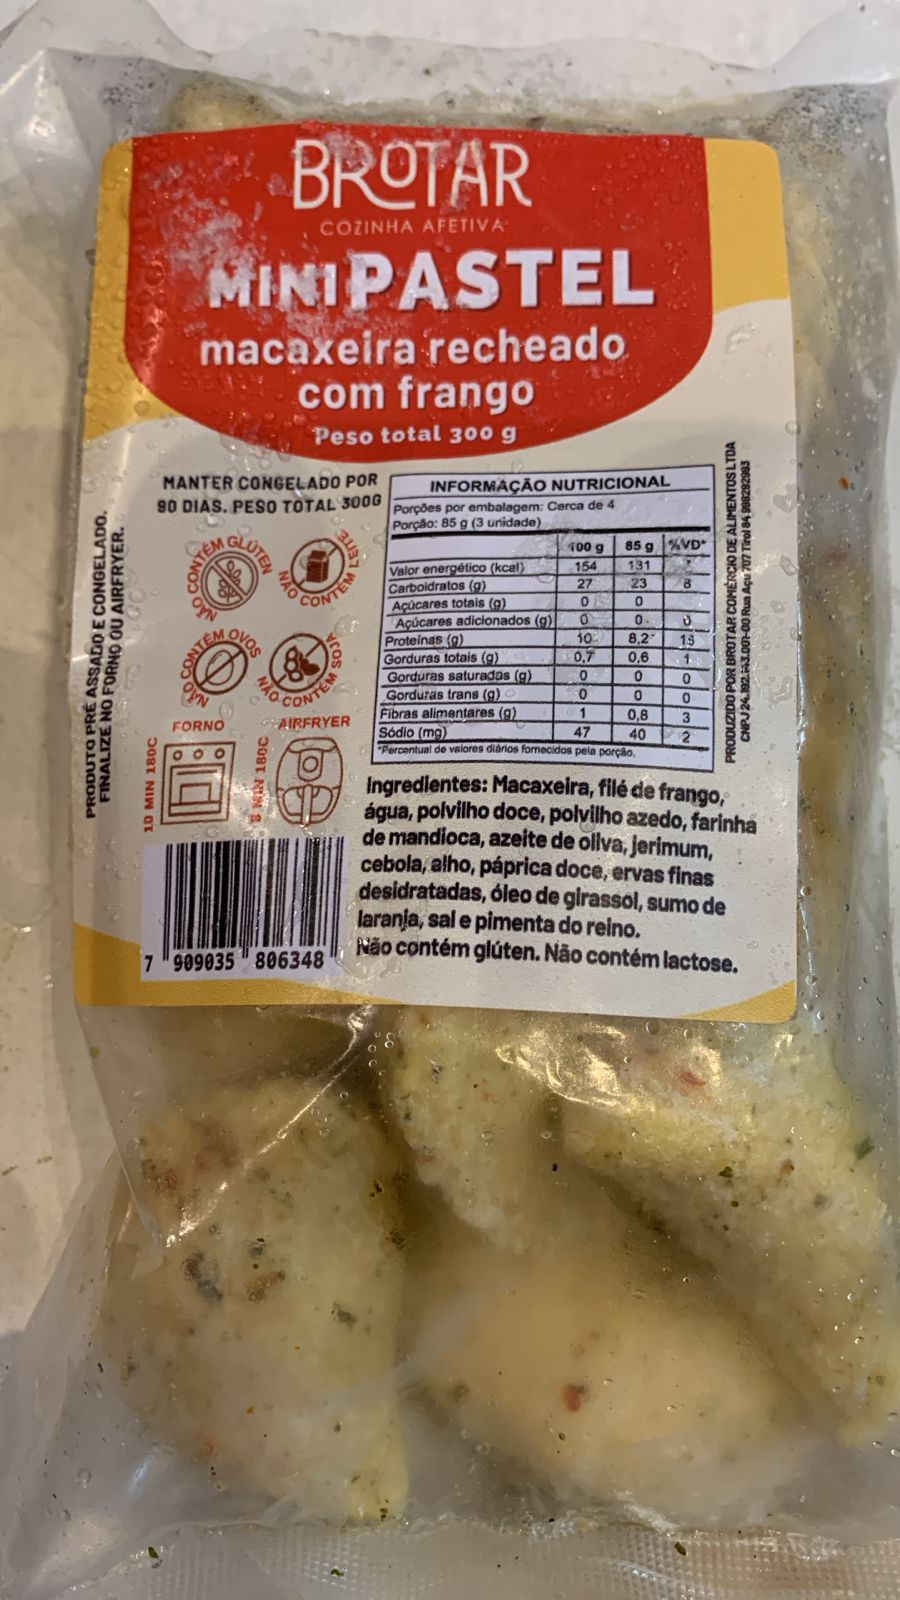 BROTAR
COZINHA AFETIVA
MINI PASTEL
macaxeira recheado
com frango
Peso total 300 g
MANTER CONGELADO POR
90 DIAS. PESO TOTAL 300G
NÃO CONTÉM GLÚTEN
NÃO CONTÉM LEITE
NÃO CONTÉM OVOS
NÃO CONTÉM SOJA
FORNO
10 MIN 180C
AIRFRYER
MIN 180C
PRODUTO PRÉ ASSADO E CONGELADO.
FINALIZE NO FORNO OU AIRFRYER.
INFORMAÇÃO NUTRICIONAL
Porções por embalagem: Cerca de 4
Porção: 85 g (3 unidade)
100 g 85 g %VD*
Valor energético (kcal) 154 131
Carboidratos (g) 27 23 8
Açúcares totais (g) 0 0
Açúcares adicionados (g) 0 0 0
Proteínas (g) 10 8,2
Gorduras totais (g) 0,7 0,6 1
Gorduras saturadas (g) 0 0 0
Gorduras trans (g) 0 0 0
Fibras alimentares (g) 1 0,8 3
Sódio (mg) 47 40 2
*Percentual de valores diários fornecidos pela porção.
Ingredientes: Macaxeira, filé de frango,
água, polvilho doce, polvilho azedo, farinha
de mandioca, azeite de oliva, jerimum,
cebola, alho, páprica doce, ervas finas
desidratadas, óleo de girassol, sumo de
laranja, sal e pimenta do reino.
Não contém glúten. Não contém lactose.
7 909035 806348
PRODUZIDO POR BROTAR COMÉRCIO DE ALIMENTOS LTDA
CNPJ Rua Açu 707 Tirol 84